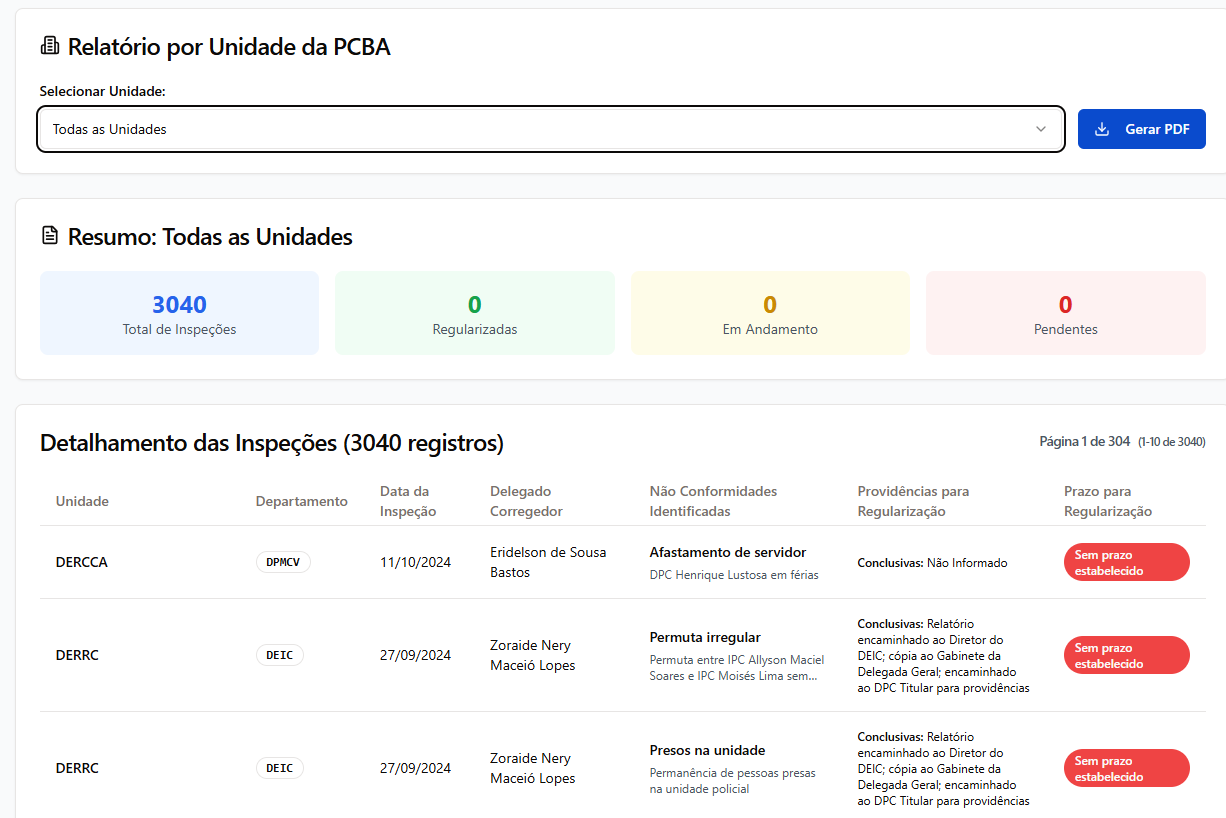 Relatório por Unidade da PCBA
Selecionar Unidade:
Todas as Unidades
Gerar PDF
Resumo: Todas as Unidades
3040
Total de Inspeções
0
Regularizadas
0
Em Andamento
0
Pendentes
Detalhamento das Inspeções (3040 registros)
Página 1 de 304 (1-10 de 3040)
Unidade
Departamento
Data da
Inspeção
Delegado
Corregedor
Não Conformidades
Identificadas
Providências para
Regularização
Prazo para
Regularização
DERCCA
DPMCV
11/10/2024
Eridelson de Sousa
Bastos
Afastamento de servidor
DPC Henrique Lustosa em férias
Conclusivas: Não Informado
Sem prazo
estabelecido
DERRC
DEIC
27/09/2024
Zoraide Nery
Maceió Lopes
Permuta irregular
Permuta entre IPC Allyson Maciel
Soares e IPC Moisés Lima sem...
Conclusivas: Relatório
encaminhado ao Diretor do
DEIC; cópia ao Gabinete da
Delegada Geral; encaminhado
ao DPC Titular para providências
Sem prazo
estabelecido
DERRC
DEIC
27/09/2024
Zoraide Nery
Maceió Lopes
Presos na unidade
Permanência de pessoas presas
na unidade policial
Conclusivas: Relatório
encaminhado ao Diretor do
DEIC; cópia ao Gabinete da
Delegada Geral; encaminhado
ao DPC Titular para providências
Sem prazo
estabelecido